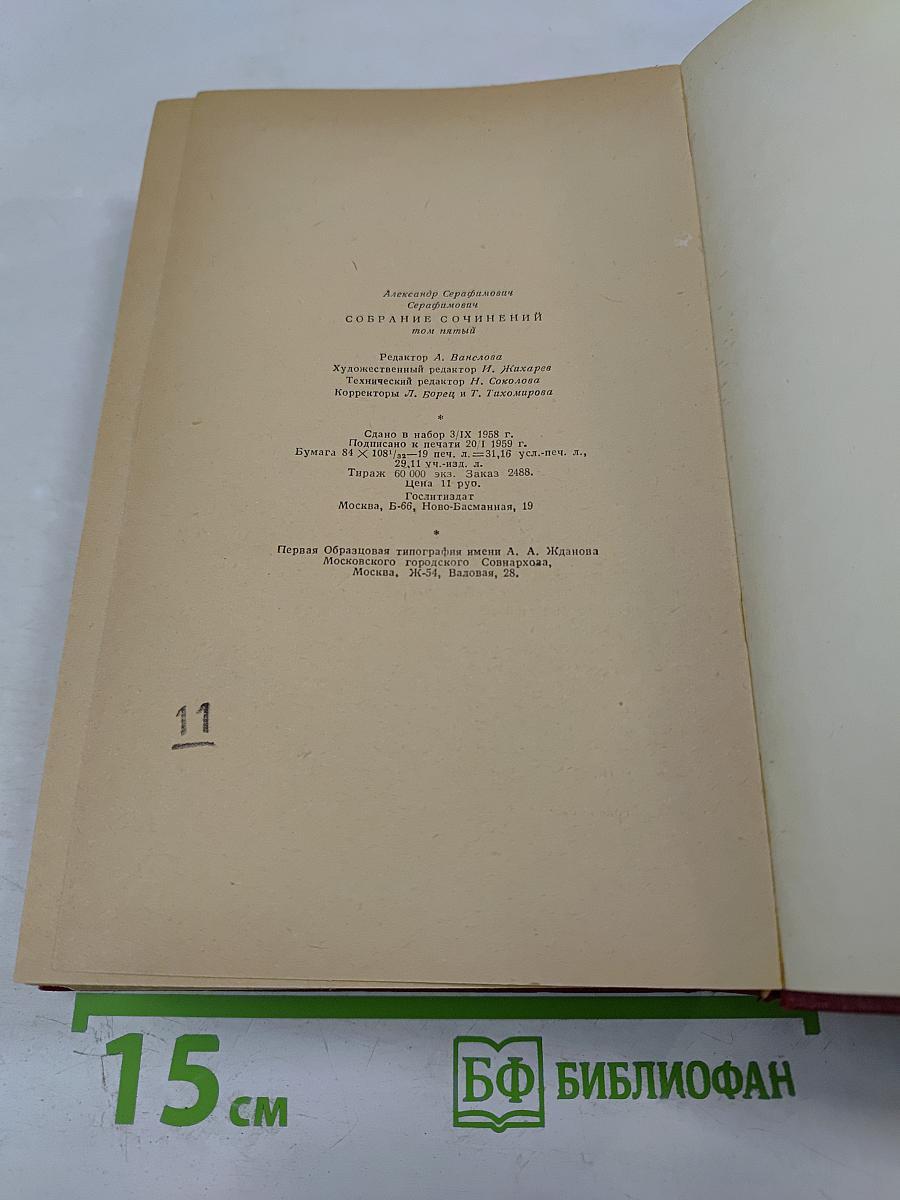 Александр Серафимович
Серафимович
СОБРАНИЕ СОЧИНЕНИЙ
том пятый
Редактор А. Ванслова
Художественный редактор И. Жихарев
Технический редактор Н. Соколова
Корректоры Л. Борец и Т. Тихомирова
*
Сдано в набор 3/IX 1958 г.
Подписано к печати 20/I 1959 г.
Бумага 84 × 108¹/₃₂—19 печ. л.=31,16 усл.-печ. л.,
29,11 уч.-изд. л.
Тираж 60 000 экз. Заказ 2488.
Цена 11 руб.
Гослитиздат
Москва, Б-66, Ново-Басманная, 19
*
Первая Образцовая типография имени А. А. Жданова
Московского городского Совнархоза,
Москва, Ж-54, Валовая, 28.
11
15 см
БФ БИБЛИОФАН